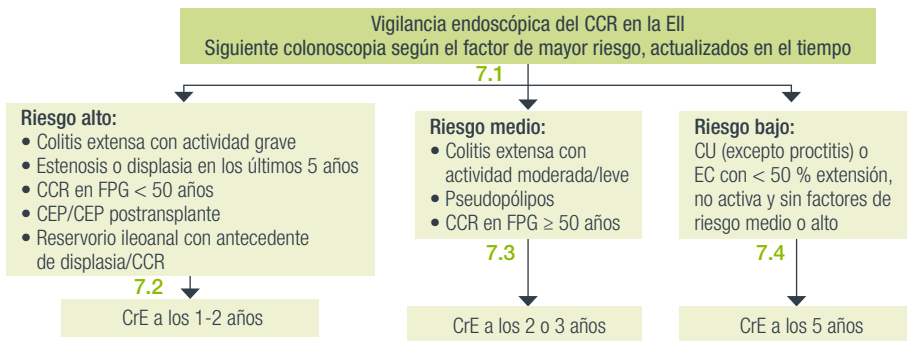 Vigilancia endoscópica del CCR en la EII
Siguiente colonoscopia según el factor de mayor riesgo, actualizados en el tiempo
7.1
Riesgo alto:
• Colitis extensa con actividad grave
• Estenosis o displasia en los últimos 5 años
• CCR en FPG < 50 años
• CEP/CEP postransplante
• Reservorio ileoanal con antecedente
de displasia/CCR
7.2
CrE a los 1-2 años
Riesgo medio:
• Colitis extensa con
actividad moderada/leve
• Pseudopólipos
• CCR en FPG ≥ 50 años
7.3
CrE a los 2 o 3 años
Riesgo bajo:
CU (excepto proctitis) o
EC con < 50 % extensión,
no activa y sin factores de
riesgo medio o alto
7.4
CrE a los 5 años